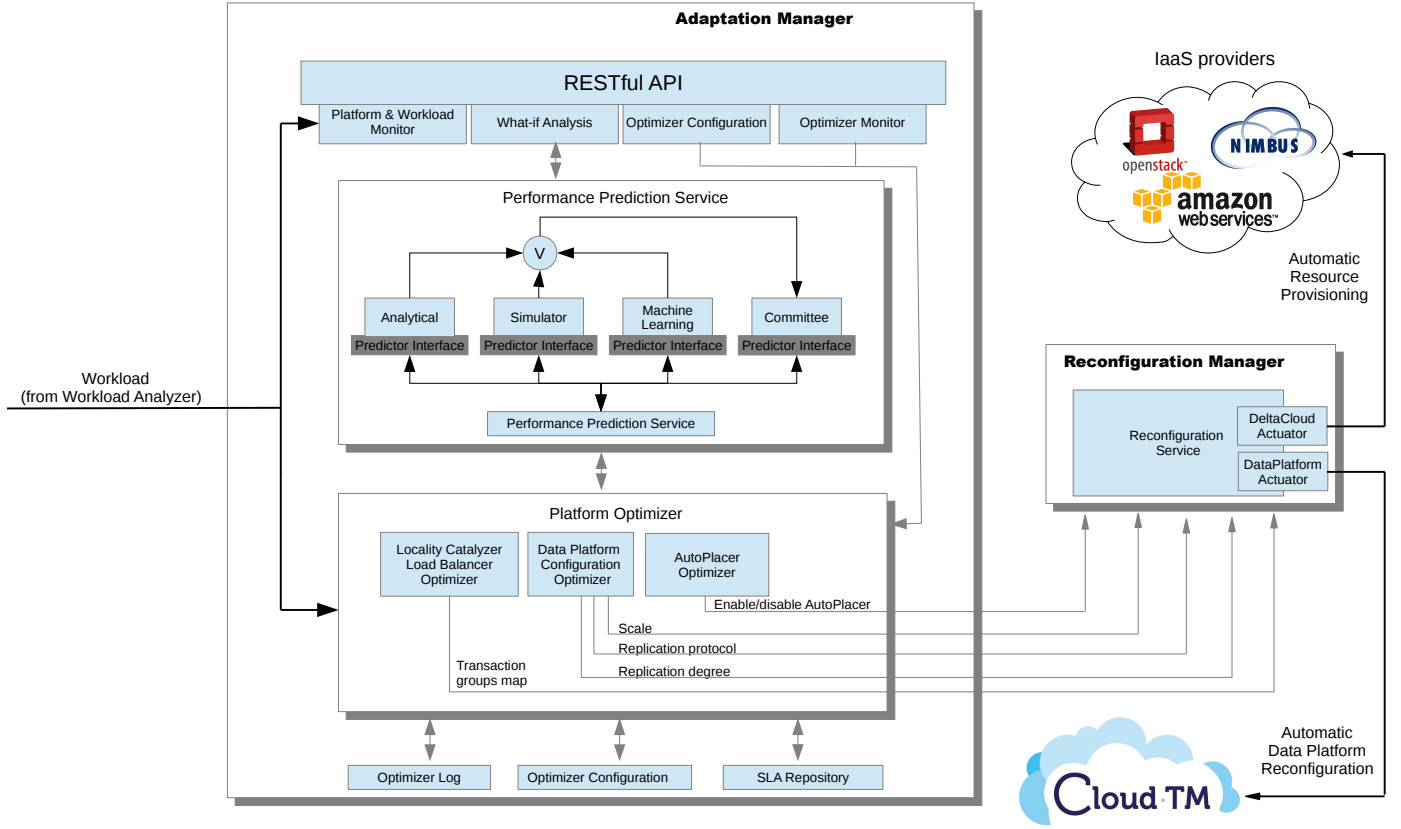 Adaptation Manager
RESTful API
Platform & Workload
Monitor
What-if Analysis
Optimizer Configuration
Optimizer Monitor
Performance Prediction Service
V
Analytical
Simulator
Machine
Learning
Committee
Predictor Interface
Predictor Interface
Predictor Interface
Predictor Interface
Performance Prediction Service
Workload
(from Workload Analyzer)
Platform Optimizer
Locality Catalyzer
Load Balancer
Optimizer
Data Platform
Configuration
Optimizer
AutoPlacer
Optimizer
Enable/disable AutoPlacer
Scale
Replication protocol
Replication degree
Transaction
groups map
Optimizer Log
Optimizer Configuration
SLA Repository
IaaS providers
openstack™
NIMBUS
amazon
webservices™
Automatic
Resource
Provisioning
Reconfiguration Manager
Reconfiguration
Service
DeltaCloud
Actuator
DataPlatform
Actuator
Automatic
Data Platform
Reconfiguration
Cloud·TM